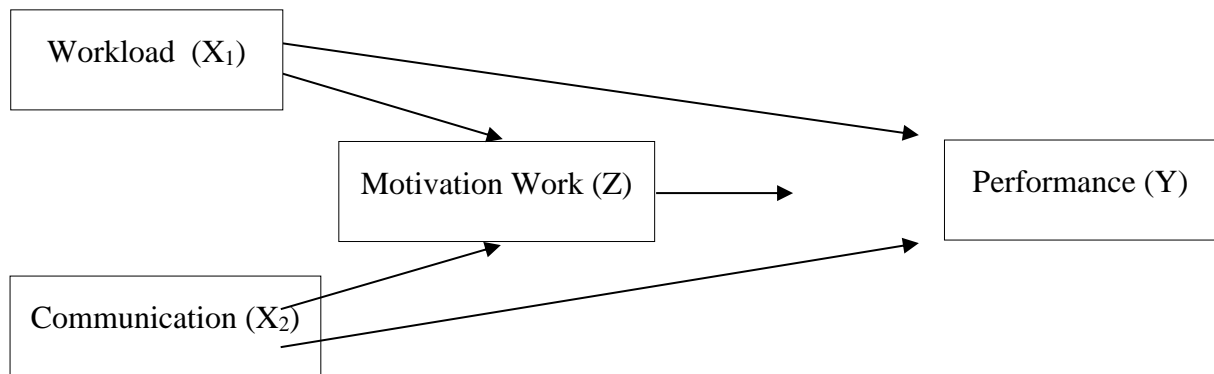 Workload (X₁)
Motivation Work (Z)
Performance (Y)
Communication (X₂)